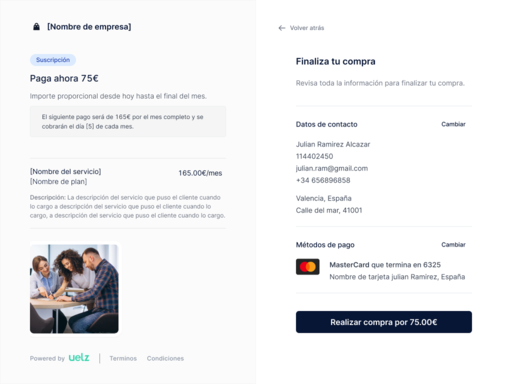 [Nombre de empresa]
Suscripción
Paga ahora 75€
Importe proporcional desde hoy hasta el final del mes.
El siguiente pago será de 165€ por el mes completo y se
cobrarán el día [5] de cada mes.
[Nombre del servicio]
165.00€/mes
[Nombre de plan]
Descripción: La descripción del servicio que puso el cliente cuando
lo cargo a descripción del servicio que puso el cliente cuando lo
cargo, a descripción del servicio que puso el cliente cuando lo cargo.
Powered by uelz
Terminos
Condiciones
Volver atrás
Finaliza tu compra
Revisa toda la información para finalizar tu compra.
Datos de contacto
Cambiar
Julian Ramirez Alcazar
114402450
julian.ram@gmail.com
+34 656896858
Valencia, España
Calle del mar, 41001
Métodos de pago
Cambiar
MasterCard que termina en 6325
Nombre de tarjeta julian Ramírez, España
Realizar compra por 75.00€